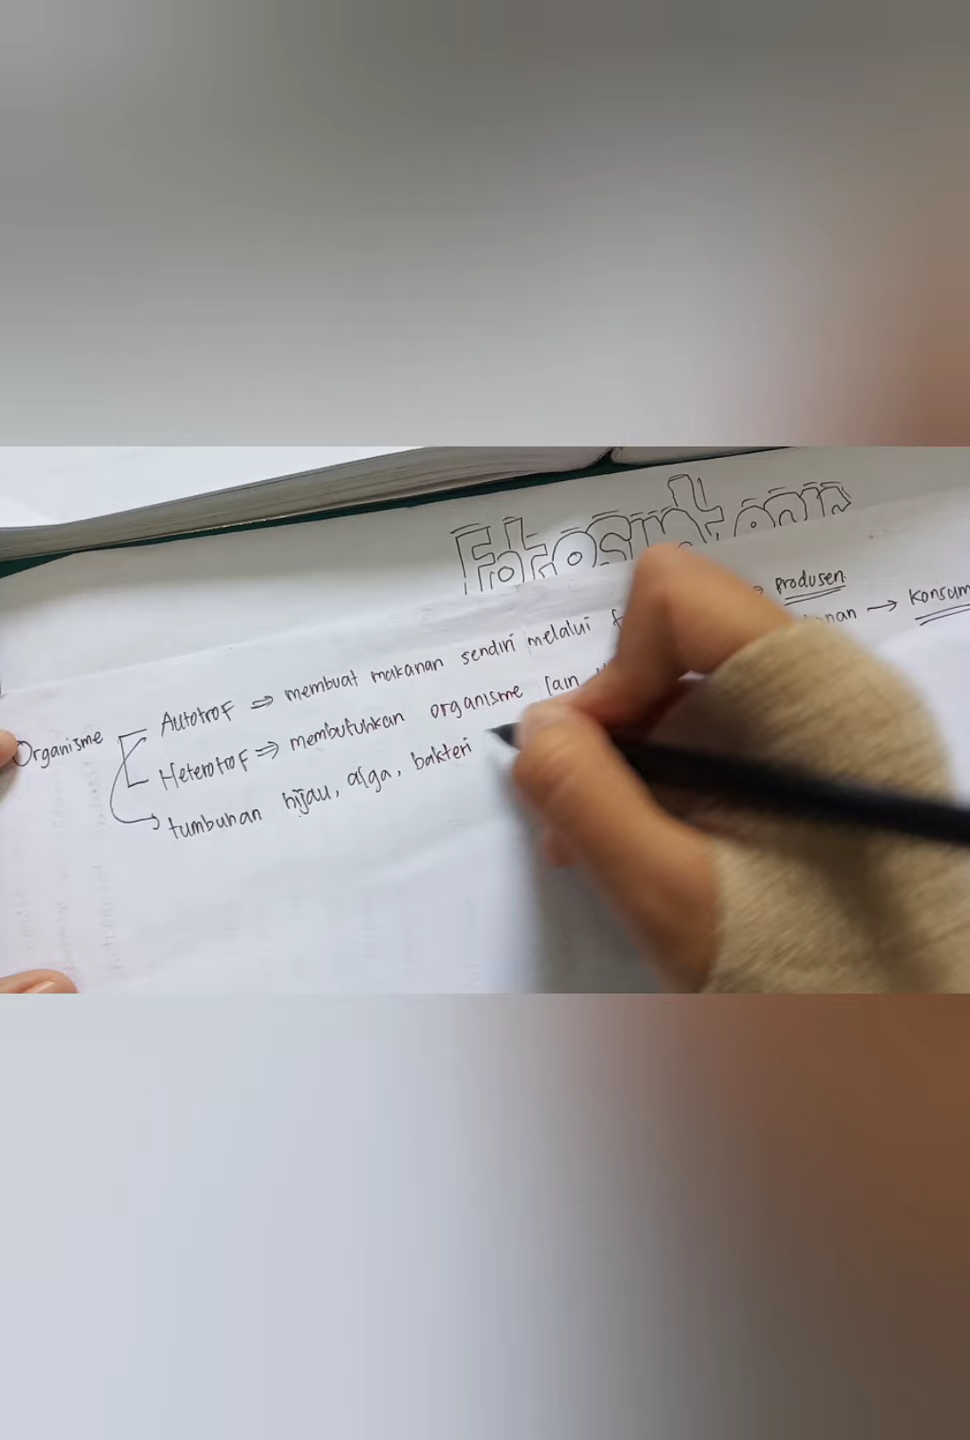 Fotosintesis
Organisme
Autotrof ⇒ membuat makanan sendiri melalui produsen
Heterotrof ⇒ membutuhkan organisme lain → konsum
tumbuhan hijau, alga, bakteri